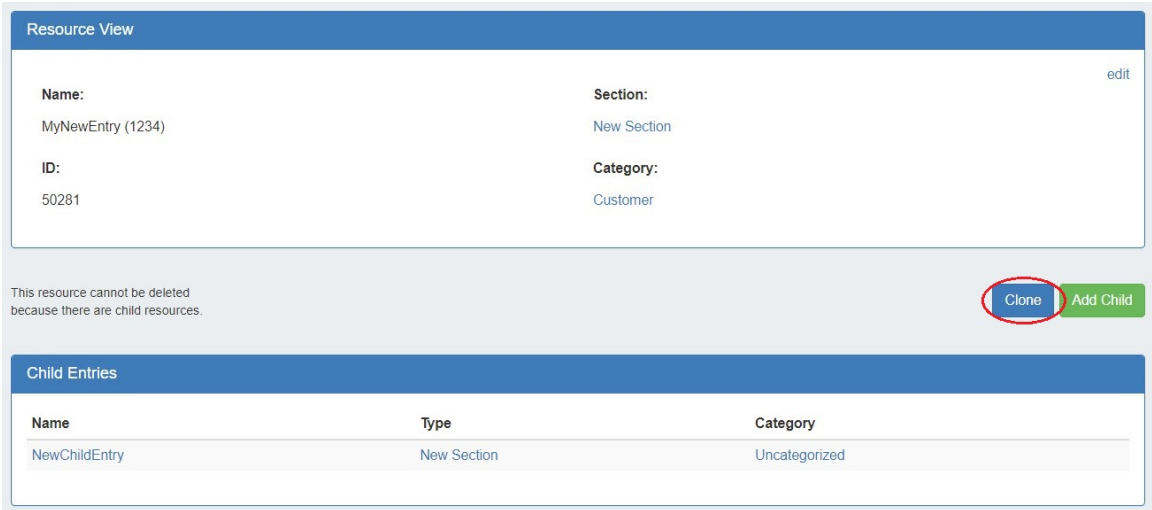 Resource View
edit
Name: Section:
MyNewEntry (1234) New Section
ID: Category:
50281 Customer
This resource cannot be deleted
because there are child resources.
Clone Add Child
Child Entries
Name Type Category
NewChildEntry New Section Uncategorized